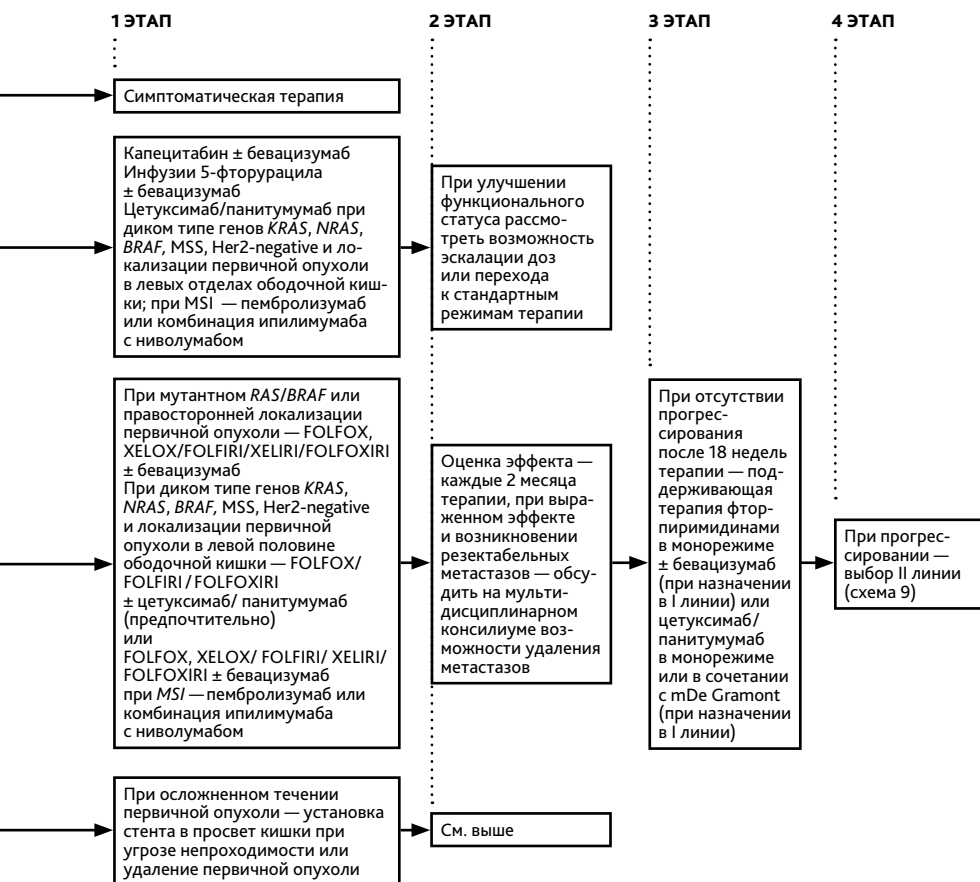 1 ЭТАП
2 ЭТАП
3 ЭТАП
4 ЭТАП
Симптоматическая терапия
Капецитабин ± бевацизумаб
Инфузии 5-фторурацила
± бевацизумаб
Цетуксимаб/панитумумаб при
диком типе генов KRAS, NRAS,
BRAF, MSS, Her2-negative и ло-
кализации первичной опухоли
в левых отделах ободочной киш-
ки; при MSI — пембролизумаб
или комбинация ипилимумаба
с ниволумабом
При улучшении
функционального
статуса рассмо-
треть возможность
эскалации доз
или перехода
к стандартным
режимам терапии
При мутантном RAS/BRAF или
правосторонней локализации
первичной опухоли — FOLFOX,
XELOX/FOLFIRI/XELIRI/FOLFOXIRI
± бевацизумаб
При диком типе генов KRAS,
NRAS, BRAF, MSS, Her2-negative
и локализации первичной
опухоли в левой половине
ободочной кишки — FOLFOX/
FOLFIRI / FOLFOXIRI
± цетуксимаб/ панитумумаб
(предпочтительно)
или
FOLFOX, XELOX/ FOLFIRI/ XELIRI/
FOLFOXIRI ± бевацизумаб
при MSI — пембролизумаб или
комбинация ипилимумаба
с ниволумабом
Оценка эффекта —
каждые 2 месяца
терапии, при выра-
женном эффекте
и возникновении
резектабельных
метастазов — обсу-
дить на мульти-
дисциплинарном
консилиуме воз-
можности удаления
метастазов
При отсутствии
прогрес-
сирования
после 18 недель
терапии — под-
держивающая
терапия фтор-
пиримидинами
в монорежиме
± бевацизумаб
(при назначении
в I линии) или
цетуксимаб/
панитумумаб
в монорежиме
или в сочетании
с mDe Gramont
(при назначении
в I линии)
При прогрес-
сировании —
выбор II линии
(схема 9)
При осложненном течении
первичной опухоли — установка
стента в просвет кишки при
угрозе непроходимости или
удаление первичной опухоли
См. выше